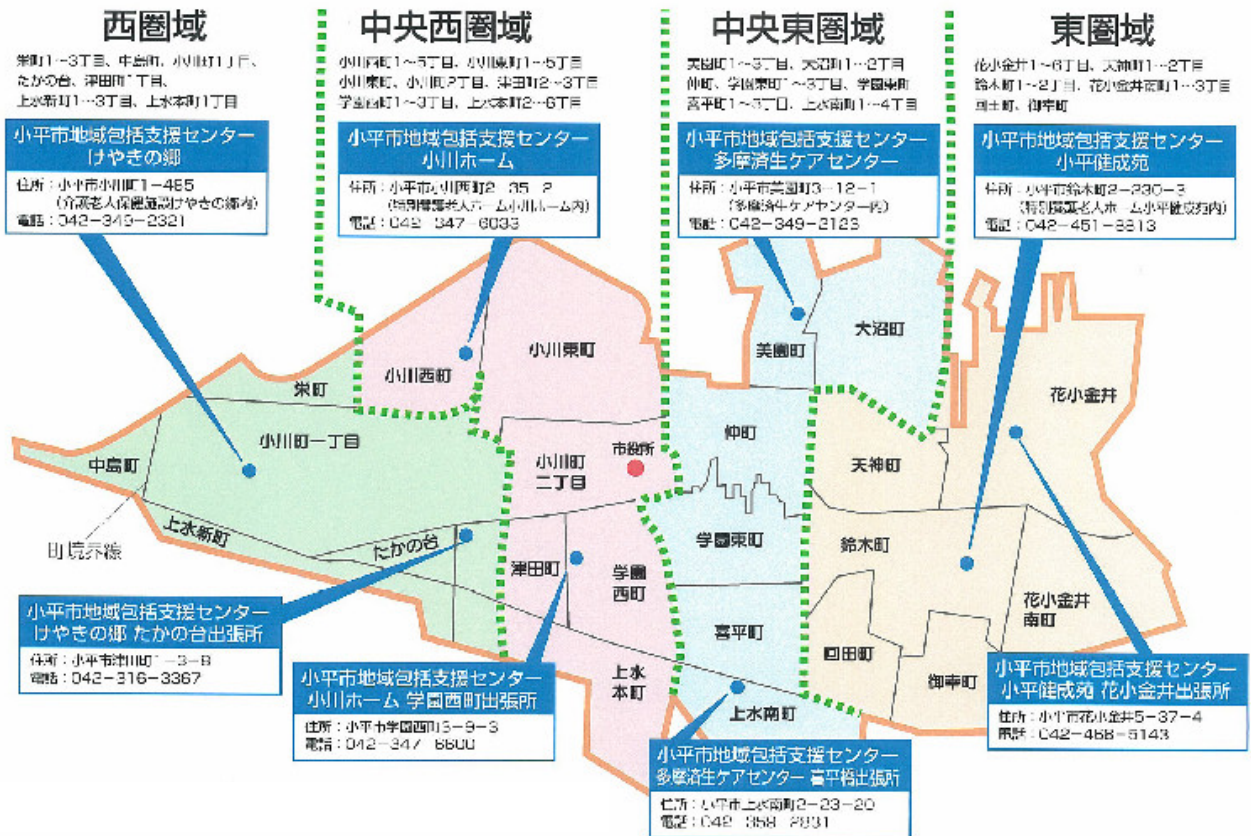 西圏域
栄町1～3丁目、中島町、小川町1丁目、
たかの台、津田町1丁目、
上水新町1～3丁目、上水本町1丁目
中央西圏域
小川西町1～5丁目、小川東町1～5丁目
小川東町、小川町2丁目、津田町2～3丁目
学園西町1～3丁目、上水本町2～6丁目
中央東圏域
美園町1～3丁目、大沼町1～2丁目
仲町、学園東町1～3丁目、学園東町
喜平町1～3丁目、上水南町1～4丁目
東圏域
花小金井1～6丁目、天神町1～2丁目
鈴木町1～2丁目、花小金井南町1～3丁目
回田町、御幸町
小平市地域包括支援センター
けやきの郷
住所：小平市小川町1-485
(介護老人保健施設けやきの郷内)
電話：042-349-2321
小平市地域包括支援センター
小川ホーム
住所：小平市小川西町2-35-2
(特別養護老人ホーム小川ホーム内)
電話：042-347-6033
小平市地域包括支援センター
多摩済生ケアセンター
住所：小平市美園町3-12-1
(多摩済生ケアセンター内)
電話：042-349-2123
小平市地域包括支援センター
小平健成苑
住所：小平市鈴木町2-230-3
(特別養護老人ホーム小平健成苑内)
電話：042-451-8813
大沼町
美園町
小川東町
小川西町
栄町
花小金井
小川町一丁目
仲町
市役所
中島町
小川町
二丁目
天神町
上水新町
町境界線
たかの台
津田町
学園
西町
学園東町
鈴木町
花小金井
南町
喜平町
回田町
御幸町
上水
本町
上水南町
小平市地域包括支援センター
けやきの郷 たかの台出張所
住所：小平市津田町1-3-8
電話：042-316-3367
小平市地域包括支援センター
小川ホーム 学園西町出張所
住所：小平市学園西町3-9-3
電話：042-347-6600
小平市地域包括支援センター
多摩済生ケアセンター 喜平橋出張所
住所：小平市上水南町2-23-20
電話：042-359-2831
小平市地域包括支援センター
小平健成苑 花小金井出張所
住所：小平市花小金井5-37-4
電話：042-468-5143